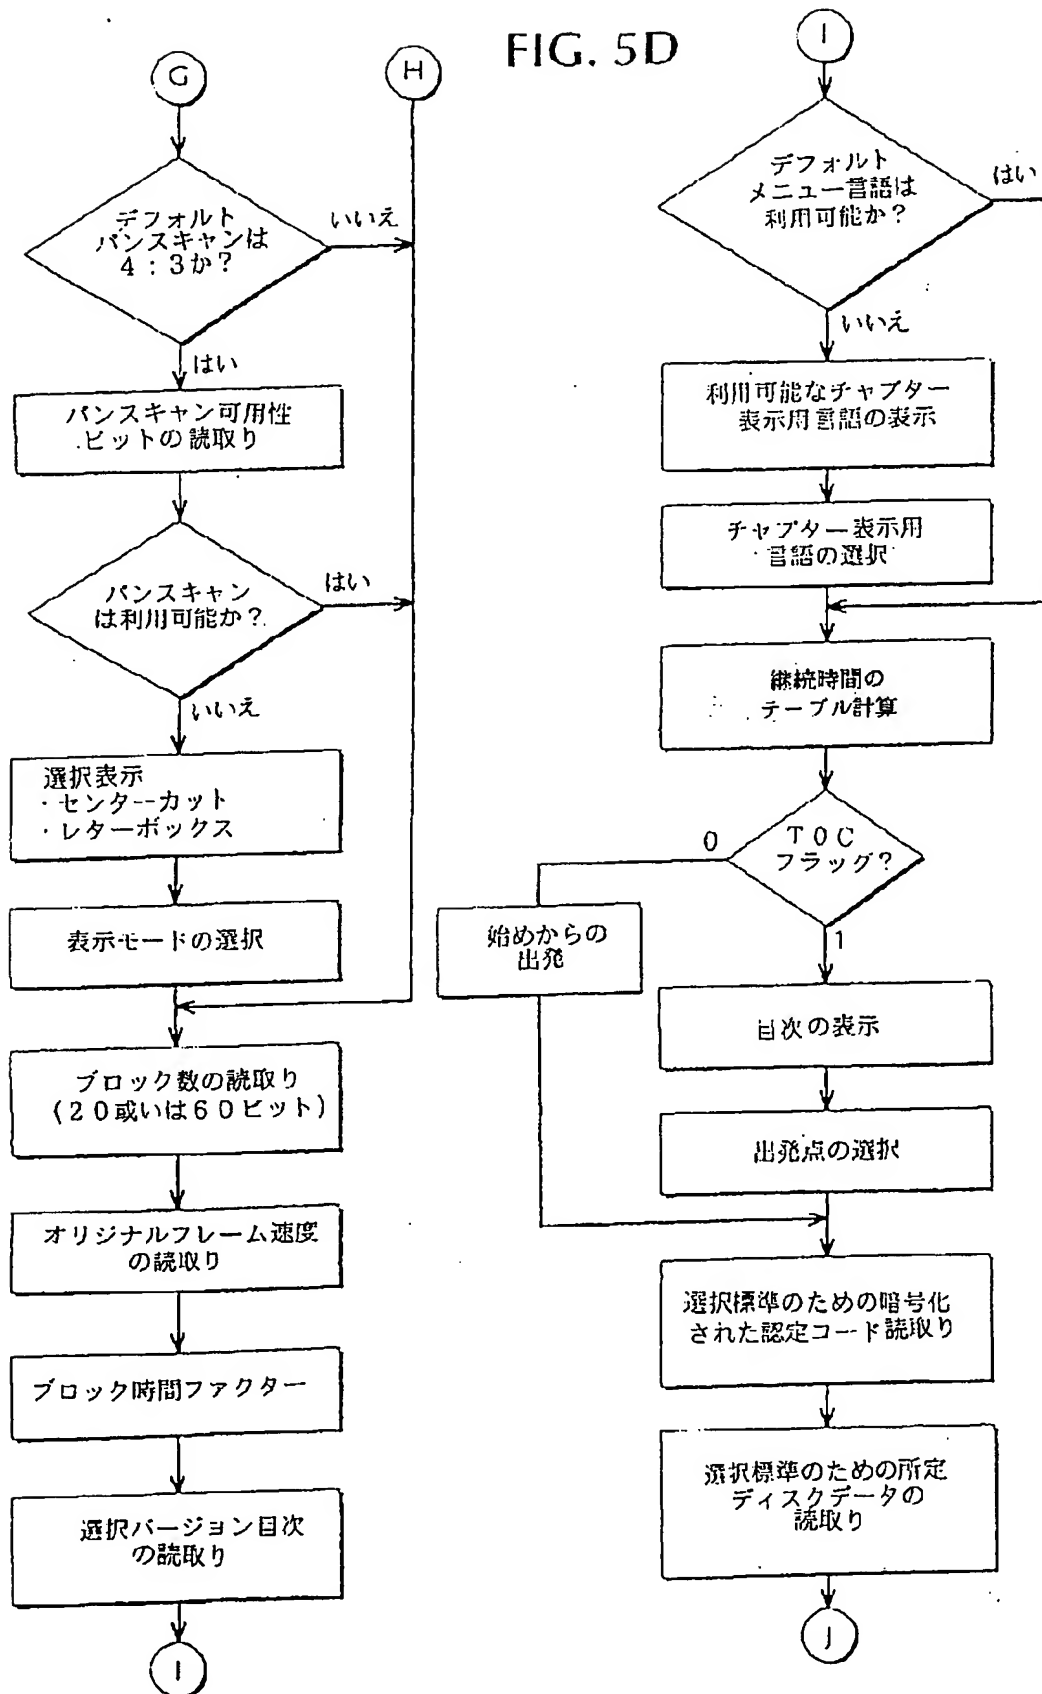 FIG. 5D
G
H
デフォルト
パンスキャンは
4:3か?
いいえ
はい
パンスキャン可用性
ビットの読取り
パンスキャン
は利用可能か?
はい
いいえ
選択表示
・センターカット
・レターボックス
表示モードの選択
ブロック数の読取り
(20或いは60ビット)
オリジナルフレーム速度
の読取り
ブロック時間ファクター
選択バージョン目次
の読取り
I
I
デフォルト
メニュー言語は
利用可能か?
はい
いいえ
利用可能なチャプター
表示用言語の表示
チャプター表示用
言語の選択
継続時間の
テーブル計算
TOC
フラッグ?
0
1
始めからの
出発
目次の表示
出発点の選択
選択標準のための暗号化
された認定コード読取り
選択標準のための所定
ディスクデータの
読取り
J